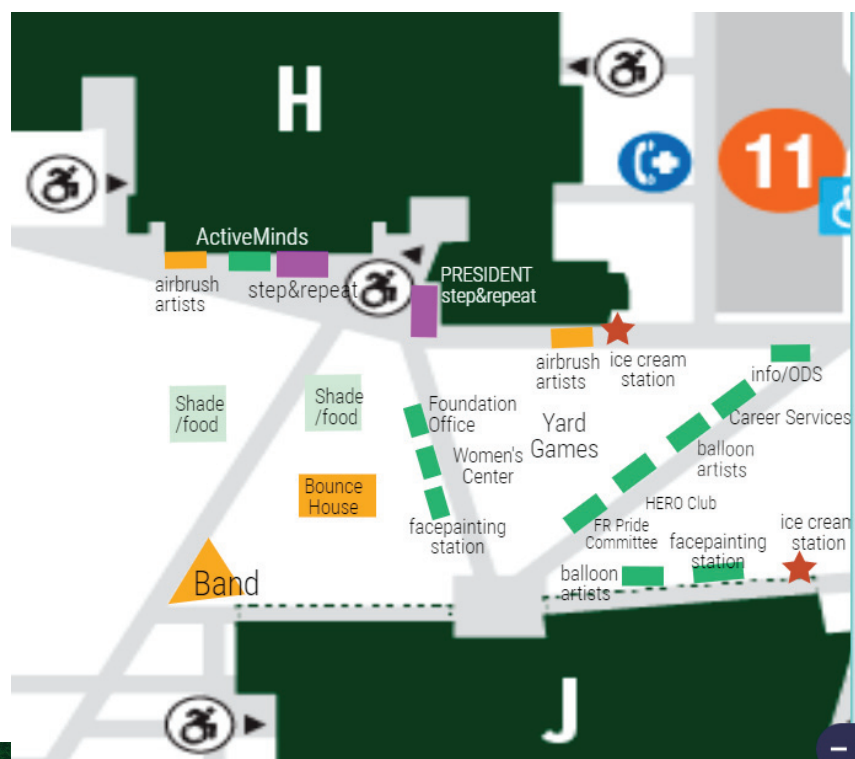 H
11
ActiveMinds
airbrush
artists
step&repeat
PRESIDENT
step&repeat
airbrush
artists
ice cream
station
info/ODS
Shade
/food
Shade
/food
Foundation
Office
Yard
Games
Career Services
Women's
Center
balloon
artists
Bounce
House
HERO Club
facepainting
station
FR Pride
Committee
facepainting
station
ice cream
station
balloon
artists
Band
J